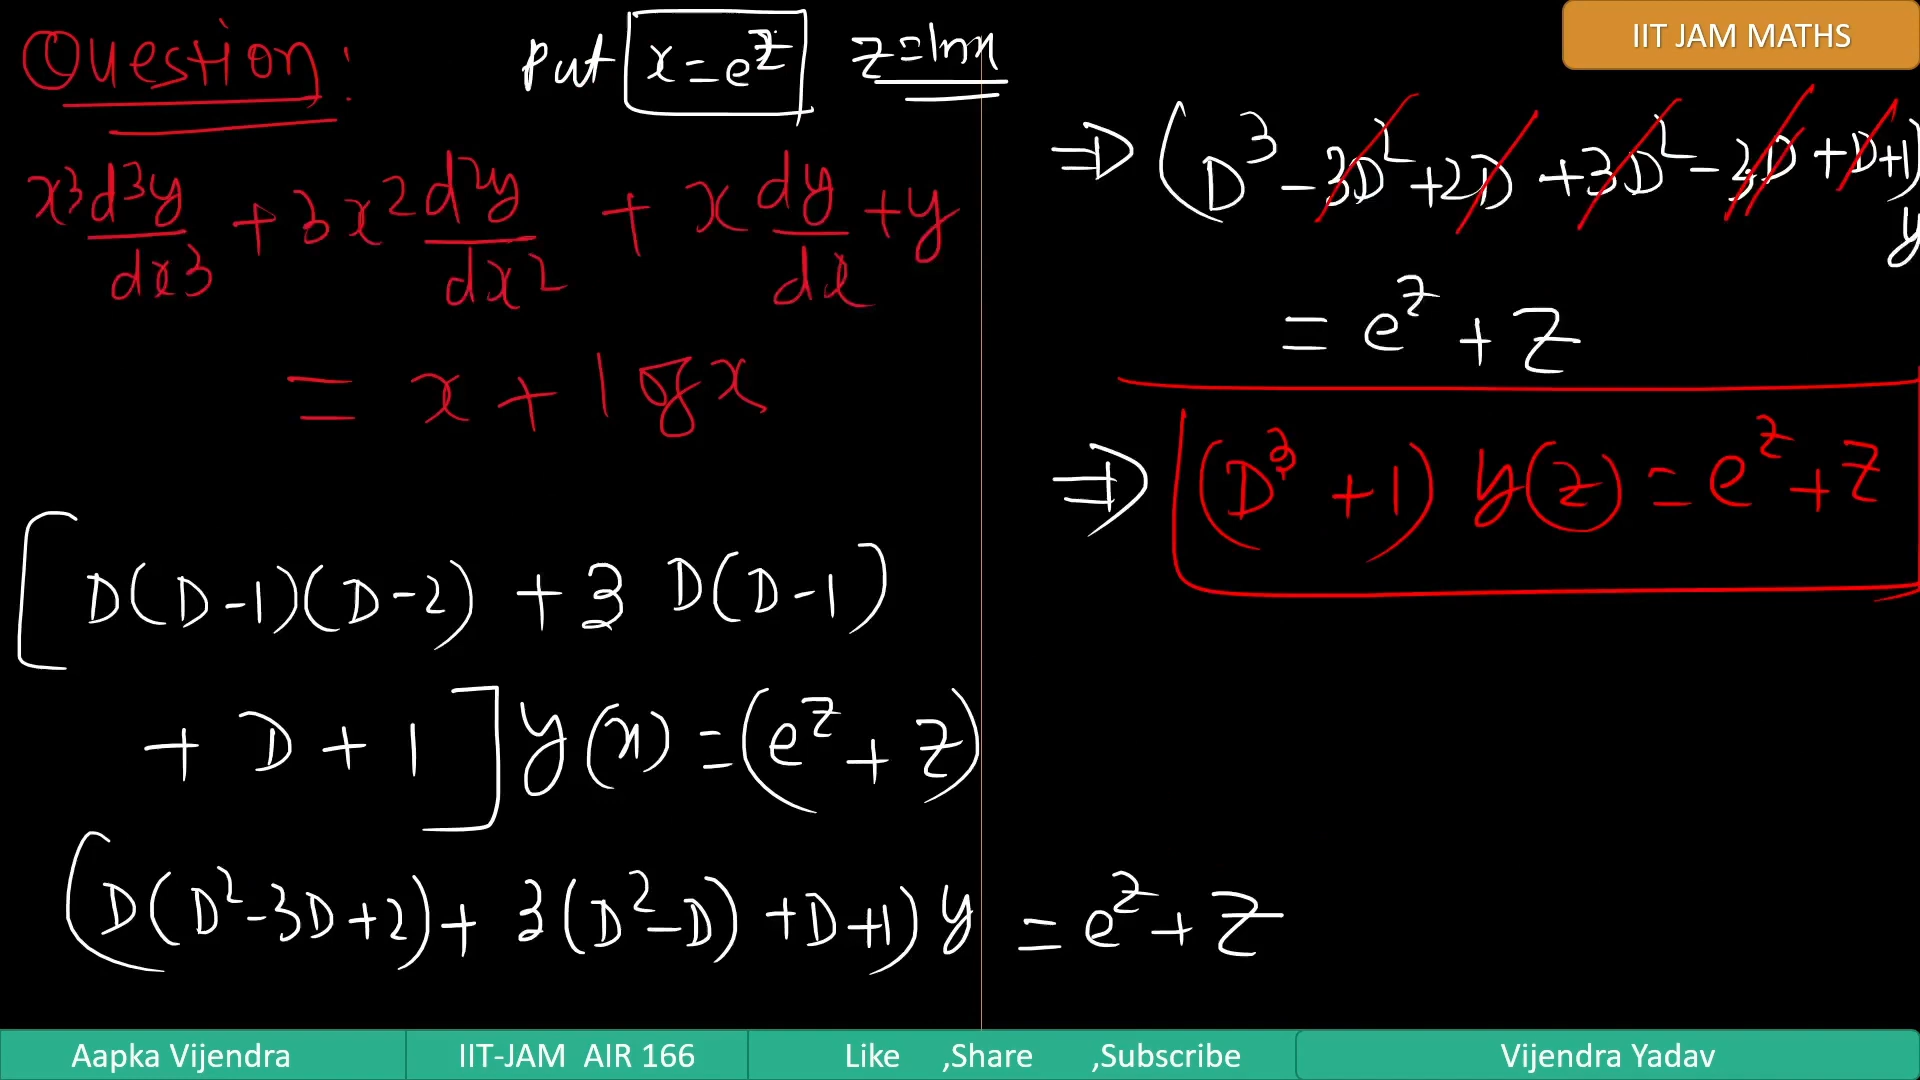 Question :
Put x = e^z z = ln x
x³ d³y/dx3 + 3x² d²y/dx2 + x dy/dx + y
= x + log x
[ D(D-1)(D-2) + 3 D(D-1)
+ D + 1 ] y(x) = (e^z + z)
(D(D²-3D+2) + 3(D²-D) + D+1) y = e^z + z
IIT JAM MATHS
⇒ (D³ - 3D² + 2D + 3D² - 3D + D + 1)
y
= e^z + z
⇒ (D³ + 1) y(z) = e^z + z
Aapka Vijendra IIT-JAM AIR 166 Like ,Share ,Subscribe Vijendra Yadav